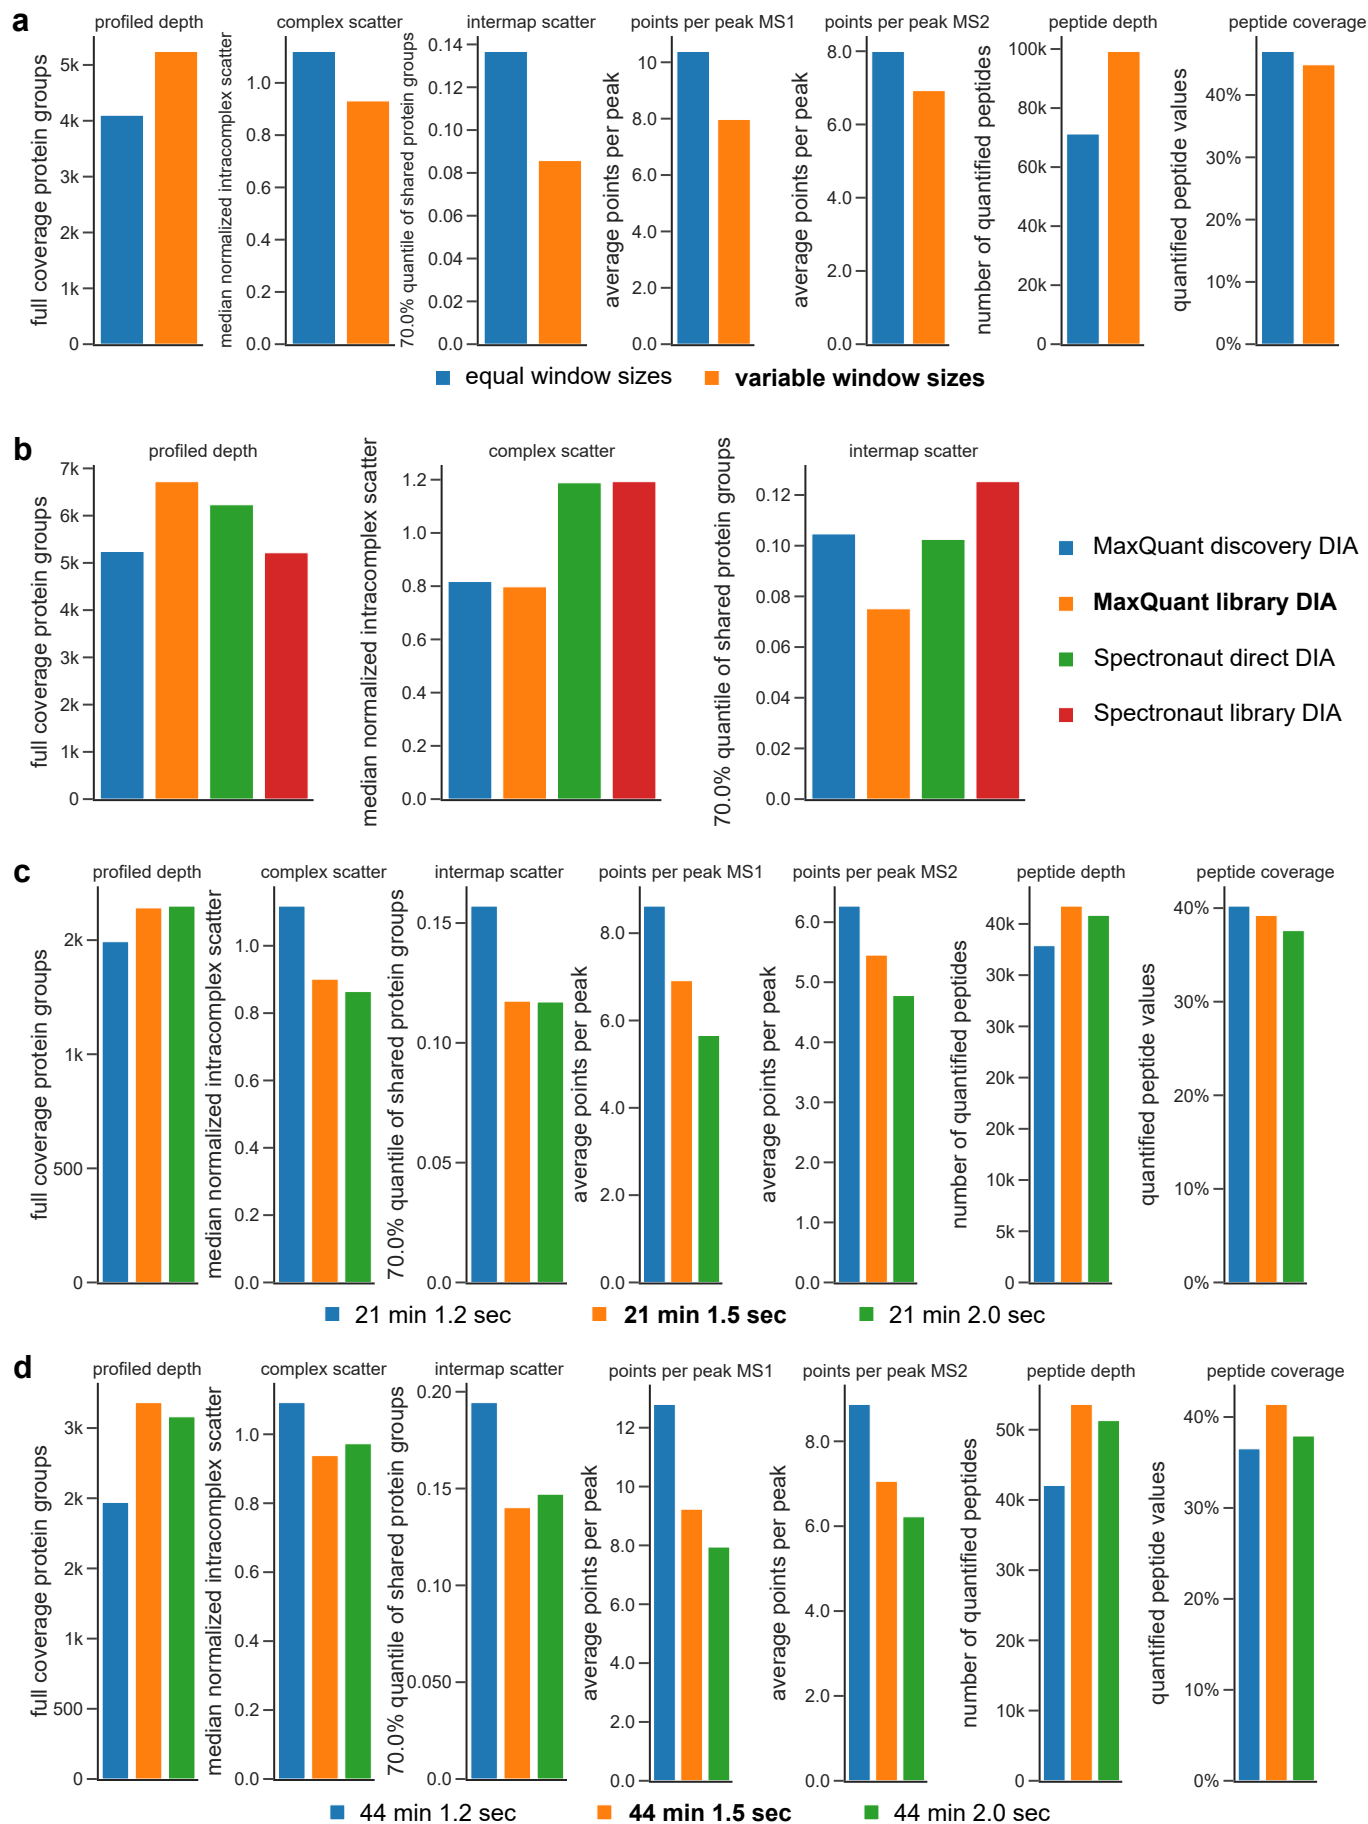 a
profiled depth
complex scatter
intermap scatter
points per peak MS1
points per peak MS2
peptide depth
peptide coverage
full coverage protein groups
5k
4k
3k
2k
1k
0
median normalized intracomplex scatter
1.0
0.8
0.6
0.4
0.2
0.0
70.0% quantile of shared protein groups
0.14
0.12
0.10
0.08
0.06
0.04
0.02
0.0
average points per peak
10
8.0
6.0
4.0
2.0
0.0
average points per peak
8.0
6.0
4.0
2.0
0.0
number of quantified peptides
100k
80k
60k
40k
20k
0
quantified peptide values
40%
30%
20%
10%
0%
equal window sizes
variable window sizes
b
profiled depth
complex scatter
intermap scatter
full coverage protein groups
7k
6k
5k
4k
3k
2k
1k
0
median normalized intracomplex scatter
1.2
1.0
0.8
0.6
0.4
0.2
0.0
70.0% quantile of shared protein groups
0.12
0.10
0.08
0.06
0.04
0.02
0.0
MaxQuant discovery DIA
MaxQuant library DIA
Spectronaut direct DIA
Spectronaut library DIA
c
profiled depth
complex scatter
intermap scatter
points per peak MS1
points per peak MS2
peptide depth
peptide coverage
full coverage protein groups
2k
1k
500
0
median normalized intracomplex scatter
1.0
0.8
0.6
0.4
0.2
0.0
70.0% quantile of shared protein groups
0.15
0.10
0.05
0.0
average points per peak
8.0
6.0
4.0
2.0
0.0
average points per peak
6.0
5.0
4.0
3.0
2.0
1.0
0.0
number of quantified peptides
40k
30k
30k
20k
20k
10k
5k
0
quantified peptide values
40%
30%
20%
10%
0%
21 min 1.2 sec
21 min 1.5 sec
21 min 2.0 sec
d
profiled depth
complex scatter
intermap scatter
points per peak MS1
points per peak MS2
peptide depth
peptide coverage
full coverage protein groups
3k
2k
2k
1k
500
0
median normalized intracomplex scatter
1.0
0.8
0.6
0.4
0.2
0.0
70.0% quantile of shared protein groups
0.20
0.15
0.10
0.050
0.0
average points per peak
12
10
8.0
6.0
4.0
2.0
0.0
average points per peak
8.0
6.0
4.0
2.0
0.0
number of quantified peptides
50k
40k
30k
20k
10k
0
quantified peptide values
40%
30%
20%
10%
0%
44 min 1.2 sec
44 min 1.5 sec
44 min 2.0 sec